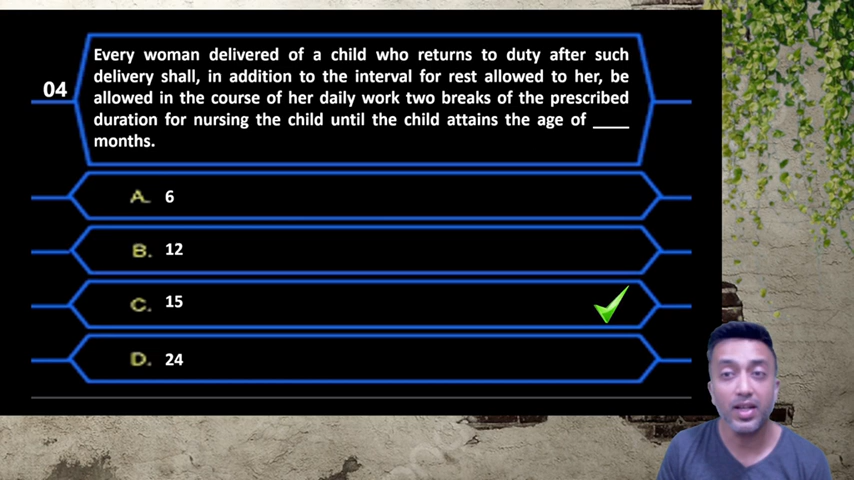 04
Every woman delivered of a child who returns to duty after such
delivery shall, in addition to the interval for rest allowed to her, be
allowed in the course of her daily work two breaks of the prescribed
duration for nursing the child until the child attains the age of ____
months.
A. 6
B. 12
C. 15
D. 24